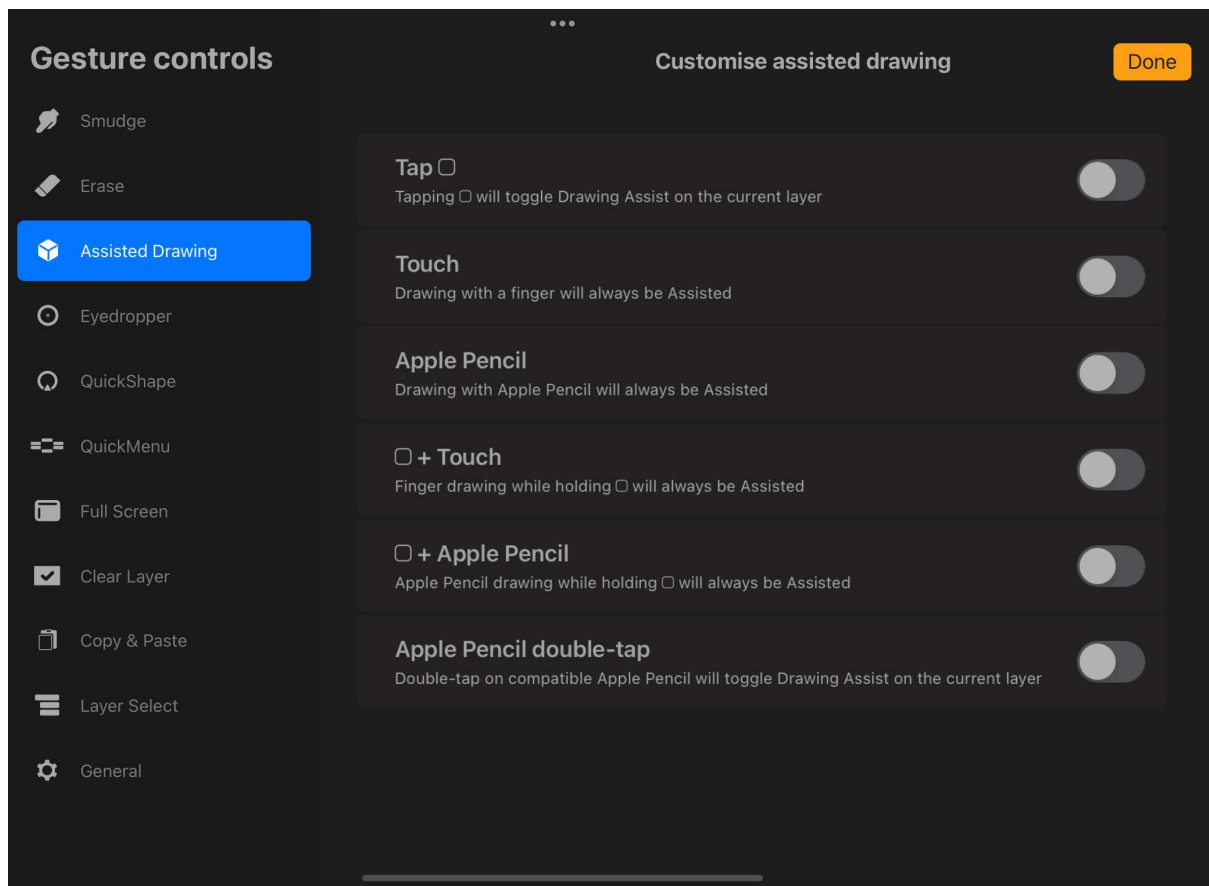 Gesture controls
Smudge
Erase
Assisted Drawing
Eyedropper
QuickShape
QuickMenu
Full Screen
Clear Layer
Copy & Paste
Layer Select
General
Customise assisted drawing
Done
Tap ▢
Tapping ▢ will toggle Drawing Assist on the current layer
Touch
Drawing with a finger will always be Assisted
Apple Pencil
Drawing with Apple Pencil will always be Assisted
▢ + Touch
Finger drawing while holding ▢ will always be Assisted
▢ + Apple Pencil
Apple Pencil drawing while holding ▢ will always be Assisted
Apple Pencil double-tap
Double-tap on compatible Apple Pencil will toggle Drawing Assist on the current layer